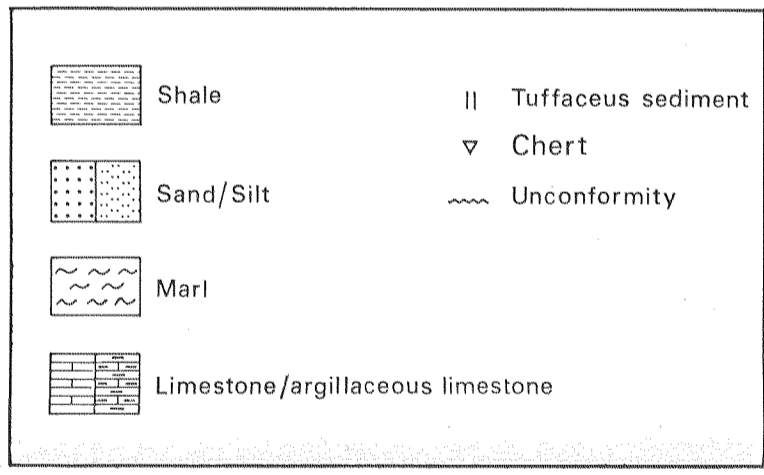 Shale
Sand/Silt
Marl
Limestone/argillaceous limestone
Tuffaceus sediment
Chert
Unconformity